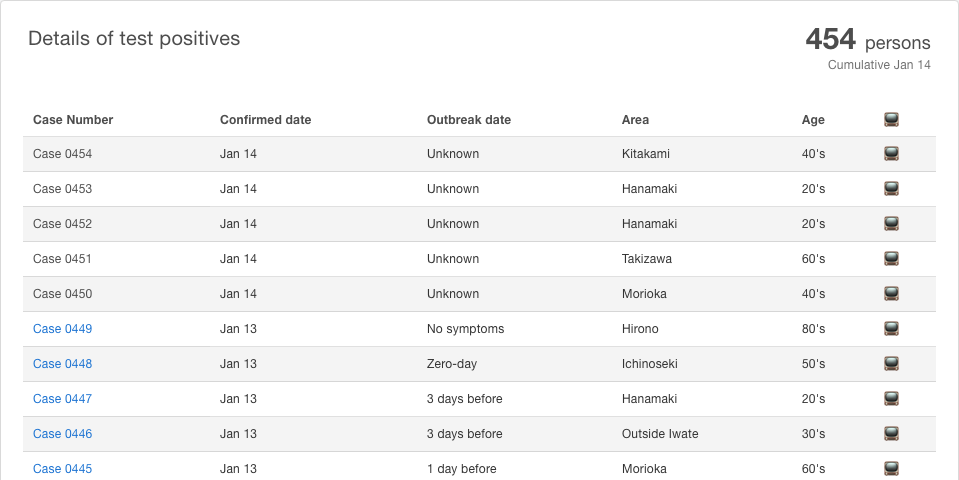 Details of test positives
454 persons
Cumulative Jan 14
Case Number Confirmed date Outbreak date Area Age
Case 0454 Jan 14 Unknown Kitakami 40's
Case 0453 Jan 14 Unknown Hanamaki 20's
Case 0452 Jan 14 Unknown Hanamaki 20's
Case 0451 Jan 14 Unknown Takizawa 60's
Case 0450 Jan 14 Unknown Morioka 40's
Case 0449 Jan 13 No symptoms Hirono 80's
Case 0448 Jan 13 Zero-day Ichinoseki 50's
Case 0447 Jan 13 3 days before Hanamaki 20's
Case 0446 Jan 13 3 days before Outside Iwate 30's
Case 0445 Jan 13 1 day before Morioka 60's